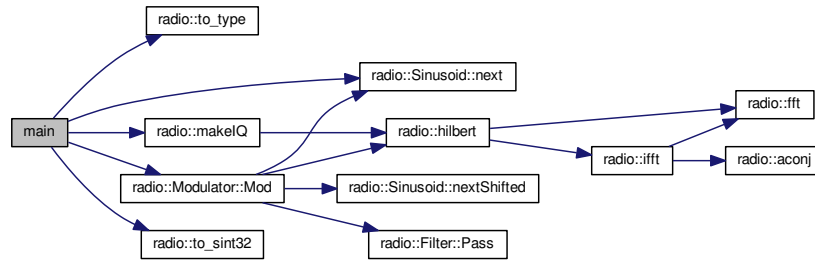 radio::to_type
radio::Sinusoid::next
radio::fft
main
radio::makeIQ
radio::hilbert
radio::ifft
radio::aconj
radio::Modulator::Mod
radio::Sinusoid::nextShifted
radio::to_sint32
radio::Filter::Pass